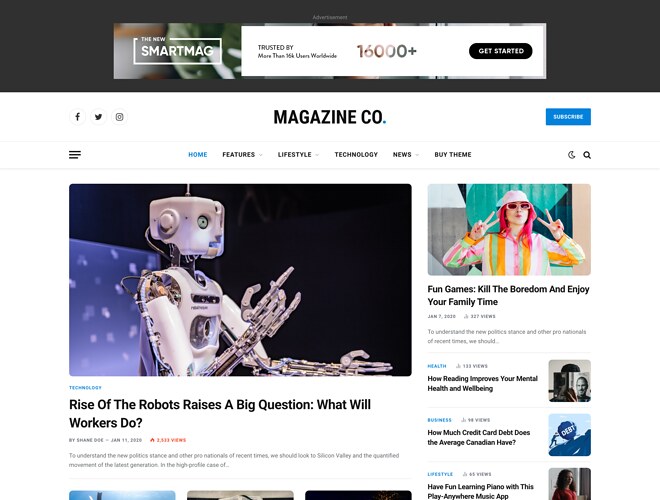 Advertisement
THE NEW
SMARTMAG
TRUSTED BY
More Than 16k Users Worldwide
16000+
GET STARTED
MAGAZINE CO.
SUBSCRIBE
HOME
FEATURES
LIFESTYLE
TECHNOLOGY
NEWS
BUY THEME
TECHNOLOGY
Rise Of The Robots Raises A Big Question: What Will
Workers Do?
BY SHANE DOE – JAN 11, 2020 2,533 VIEWS
To understand the new politics stance and other pro nationals of recent times, we should look to Silicon Valley and the quantified
movement of the latest generation. In the high-profile case of…
Fun Games: Kill The Boredom And Enjoy
Your Family Time
JAN 7, 2020 327 VIEWS
To understand the new politics stance and other pro nationals
of recent times, we should…
HEALTH 133 VIEWS
How Reading Improves Your Mental
Health and Wellbeing
BUSINESS 98 VIEWS
How Much Credit Card Debt Does
the Average Canadian Have?
DEBT
LIFESTYLE 65 VIEWS
Have Fun Learning Piano with This
Play-Anywhere Music App